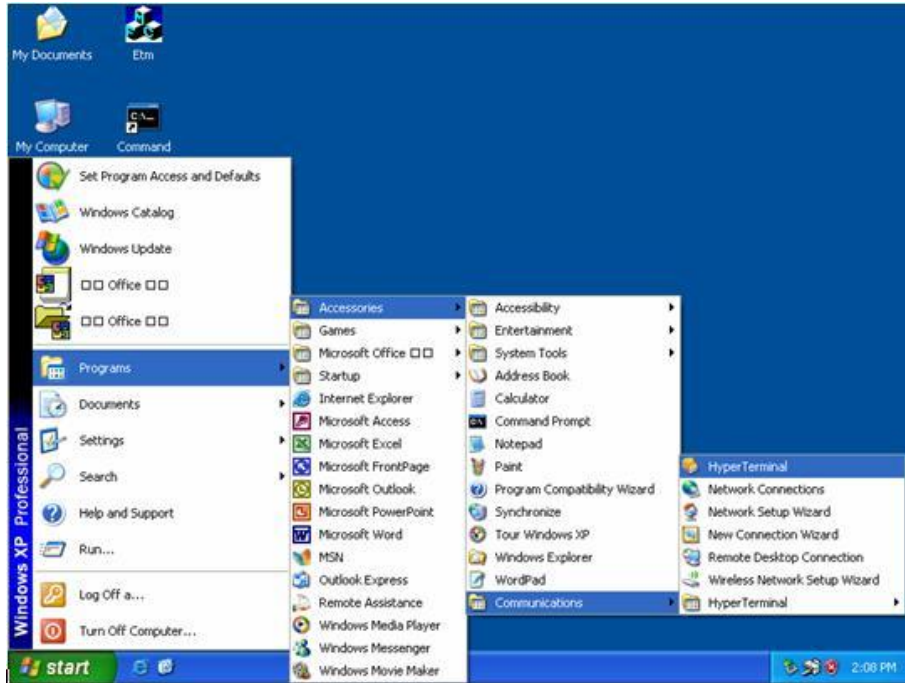 My Documents
Etm
My Computer
Command
Windows XP Professional
Set Program Access and Defaults
Windows Catalog
Windows Update
□□ Office □□
□□ Office □□
Programs
Documents
Settings
Search
Help and Support
Run...
Log Off a...
Turn Off Computer...
Accessories
Games
Microsoft Office □□
Startup
Internet Explorer
Microsoft Access
Microsoft Excel
Microsoft FrontPage
Microsoft Outlook
Microsoft PowerPoint
Microsoft Word
MSN
Outlook Express
Remote Assistance
Windows Media Player
Windows Messenger
Windows Movie Maker
Accessibility
Entertainment
System Tools
Address Book
Calculator
Command Prompt
Notepad
Paint
Program Compatibility Wizard
Synchronize
Tour Windows XP
Windows Explorer
WordPad
Communications
HyperTerminal
Network Connections
Network Setup Wizard
New Connection Wizard
Remote Desktop Connection
Wireless Network Setup Wizard
HyperTerminal
start
2:08 PM